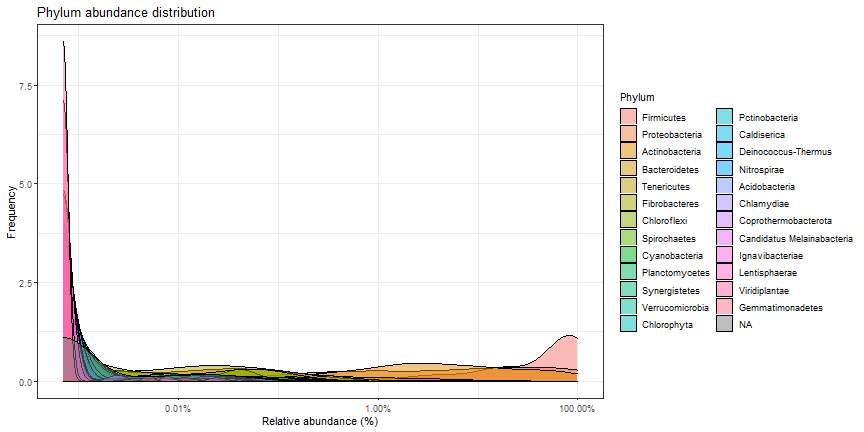 Phylum abundance distribution
7.5
5.0
2.5
0.0
Frequency
0.01%
1.00%
100.00%
Relative abundance (%)
Phylum
Firmicutes
Proteobacteria
Actinobacteria
Bacteroidetes
Tenericutes
Fibrobacteres
Chloroflexi
Spirochaetes
Cyanobacteria
Planctomycetes
Synergistetes
Verrucomicrobia
Chlorophyta
Pctinobacteria
Caldiserica
Deinococcus-Thermus
Nitrospirae
Acidobacteria
Chlamydiae
Coprothermobacterota
Candidatus Melainabacteria
Ignavibacteriae
Lentisphaerae
Viridiplantae
Gemmatimonadetes
NA